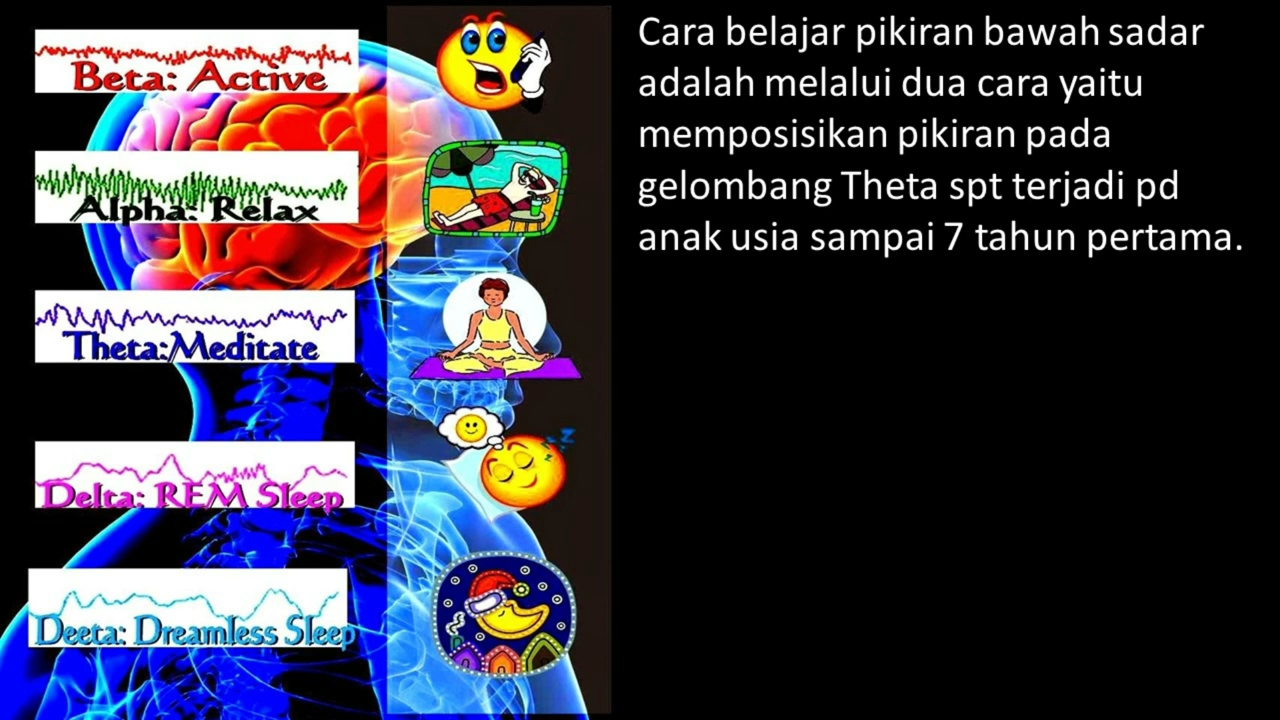 Beta: Active
Alpha: Relax
Theta:Meditate
Delta: REM Sleep
Deeta: Dreamless Sleep
Cara belajar pikiran bawah sadar
adalah melalui dua cara yaitu
memposisikan pikiran pada
gelombang Theta spt terjadi pd
anak usia sampai 7 tahun pertama.